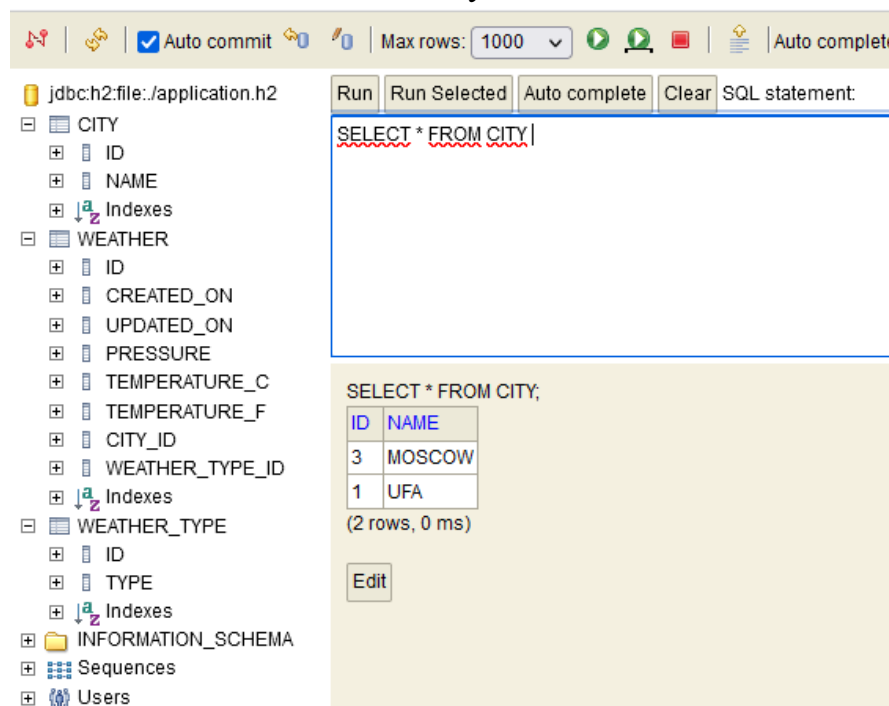 Auto commit Max rows: 1000 Auto complete
jdbc:h2:file:./application.h2
CITY
ID
NAME
Indexes
WEATHER
ID
CREATED_ON
UPDATED_ON
PRESSURE
TEMPERATURE_C
TEMPERATURE_F
CITY_ID
WEATHER_TYPE_ID
Indexes
WEATHER_TYPE
ID
TYPE
Indexes
INFORMATION_SCHEMA
Sequences
Users
Run Run Selected Auto complete Clear SQL statement:
SELECT * FROM CITY
SELECT * FROM CITY;
ID NAME
3 MOSCOW
1 UFA
(2 rows, 0 ms)
Edit